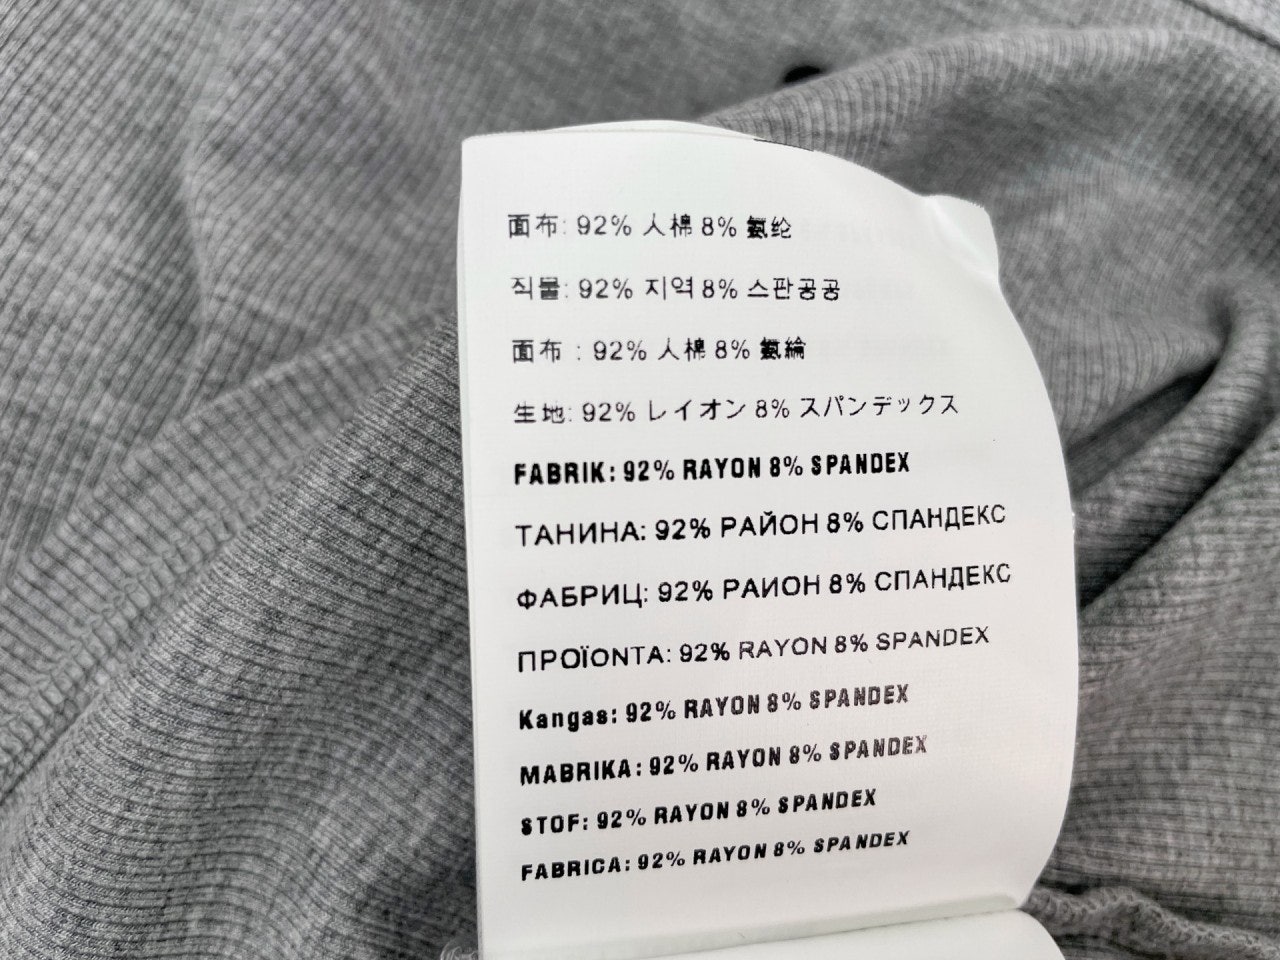 面布: 92% 人棉 8% 氨纶
직물: 92% 지역 8% 스판공공
面布 : 92% 人棉 8% 氨綸
生地: 92% レイオン 8% スパンデックス
FABRIK: 92% RAYON 8% SPANDEX
ТАНИНА: 92% РАЙОН 8% СПАНДЕКС
ФАБРИЦ: 92% РАИОН 8% СПАНДЕКС
ΠΡΟΪΟΝΤΑ: 92% RAYON 8% SPANDEX
Kangas: 92% RAYON 8% SPANDEX
MABRIKA: 92% RAYON 8% SPANDEX
STOF: 92% RAYON 8% SPANDEX
FABRICA: 92% RAYON 8% SPANDEX